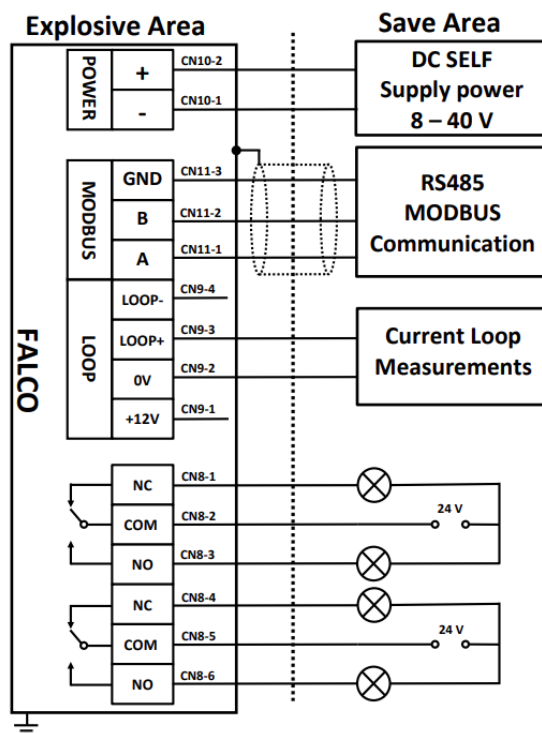 Explosive Area
Save Area
FALCO
POWER
+
CN10-2
-
CN10-1
DC SELF
Supply power
8 – 40 V
MODBUS
GND
CN11-3
B
CN11-2
A
CN11-1
RS485
MODBUS
Communication
LOOP
LOOP-
CN9-4
LOOP+
CN9-3
0V
CN9-2
+12V
CN9-1
Current Loop
Measurements
NC
CN8-1
COM
CN8-2
24 V
NO
CN8-3
NC
CN8-4
COM
CN8-5
24 V
NO
CN8-6